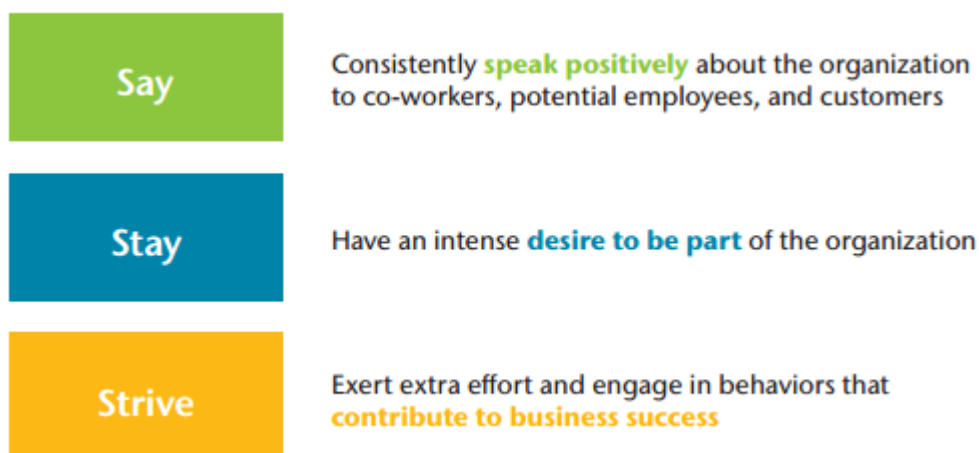 Say
Consistently speak positively about the organization
to co-workers, potential employees, and customers
Stay
Have an intense desire to be part of the organization
Strive
Exert extra effort and engage in behaviors that
contribute to business success